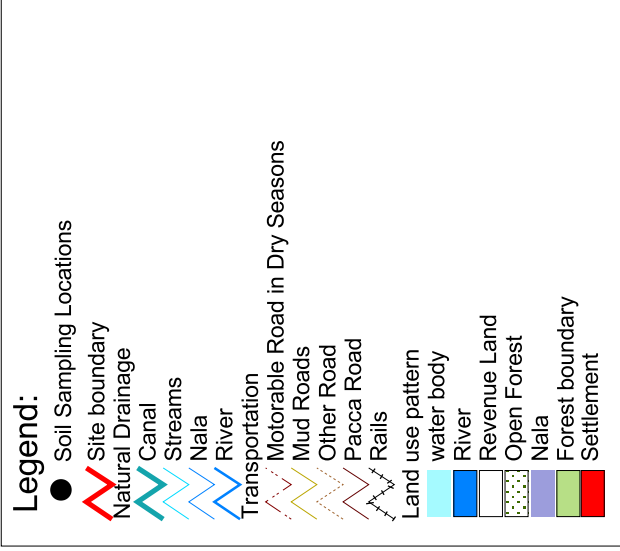 Legend:
Soil Sampling Locations
Site boundary
Natural Drainage
Canal
Streams
Nala
River
Transportation
Motorable Road in Dry Seasons
Mud Roads
Other Road
Pacca Road
Rails
Land use pattern
water body
River
Revenue Land
Open Forest
Nala
Forest boundary
Settlement